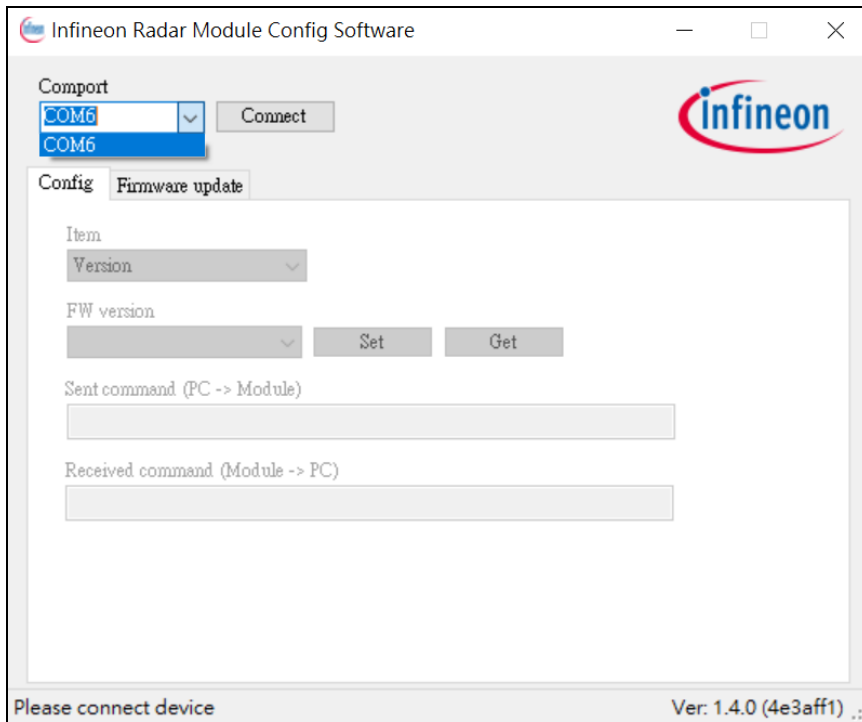 Infineon Radar Module Config Software
Comport
COM6
Connect
COM6
infineon
Config
Firmware update
Item
Version
FW version
Set
Get
Sent command (PC -> Module)
Received command (Module -> PC)
Please connect device
Ver: 1.4.0 (4e3aff1)